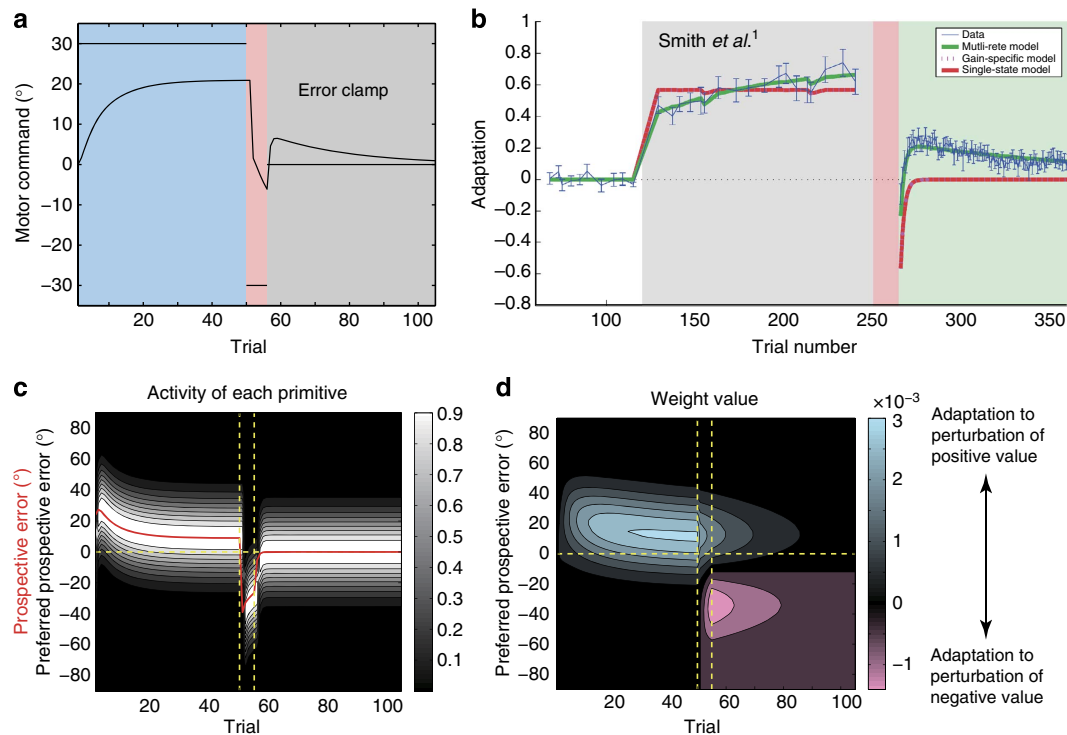 a
Motor command (°)
30
20
10
0
−10
−20
−30
Error clamp
20
40
60
80
100
Trial
b
Adaptation
1
0.8
0.6
0.4
0.2
0
−0.2
−0.4
−0.6
−0.8
Smith et al.1
Data
Mutli-rete model
Gain-specific model
Single-state model
100
150
200
250
300
350
Trial number
c
Activity of each primitive
Prospective error (°)
Preferred prospective error (°)
80
60
40
20
0
−20
−40
−60
−80
20
40
60
80
100
Trial
0.9
0.8
0.7
0.6
0.5
0.4
0.3
0.2
0.1
d
Weight value
Preferred prospective error (°)
80
60
40
20
0
−20
−40
−60
−80
20
40
60
80
100
Trial
×10−3
3
2
1
0
−1
Adaptation to
perturbation of
positive value
Adaptation to
perturbation of
negative value